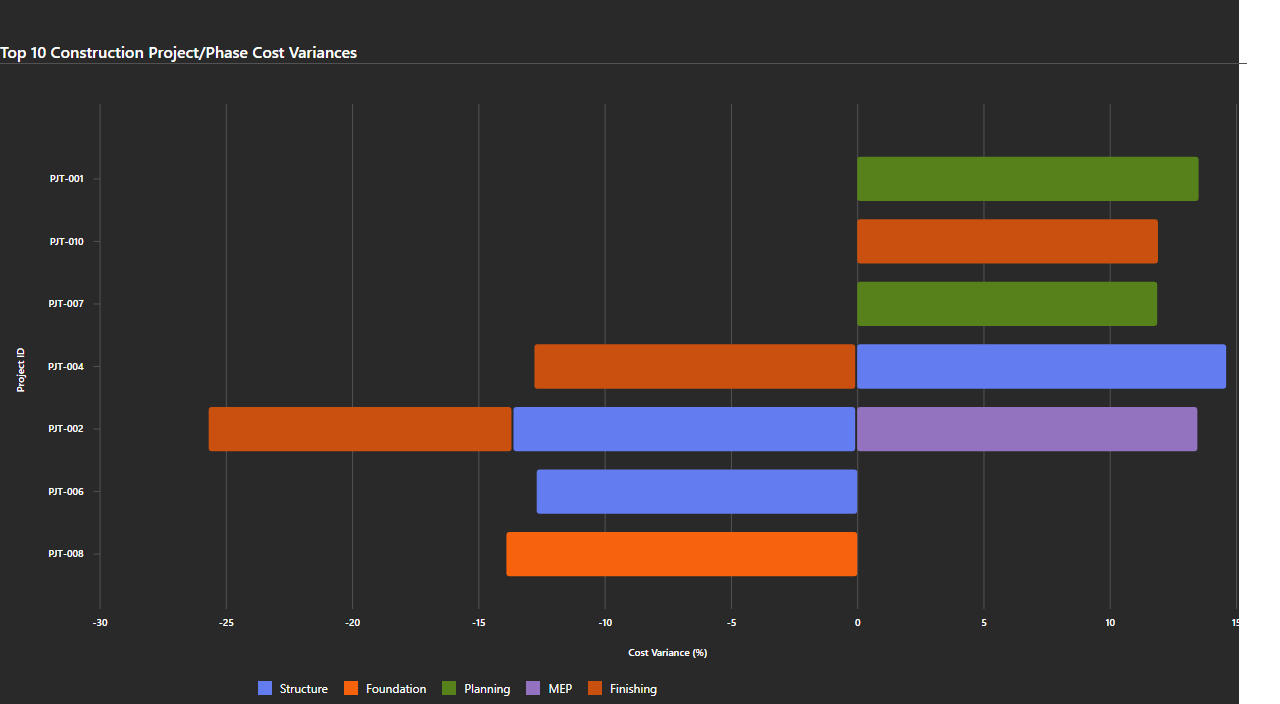 Top 10 Construction Project/Phase Cost Variances
PJT-001
PJT-010
PJT-007
PJT-004
PJT-002
PJT-006
PJT-008
Project ID
-30 -25 -20 -15 -10 -5 0 5 10 15
Cost Variance (%)
Structure Foundation Planning MEP Finishing